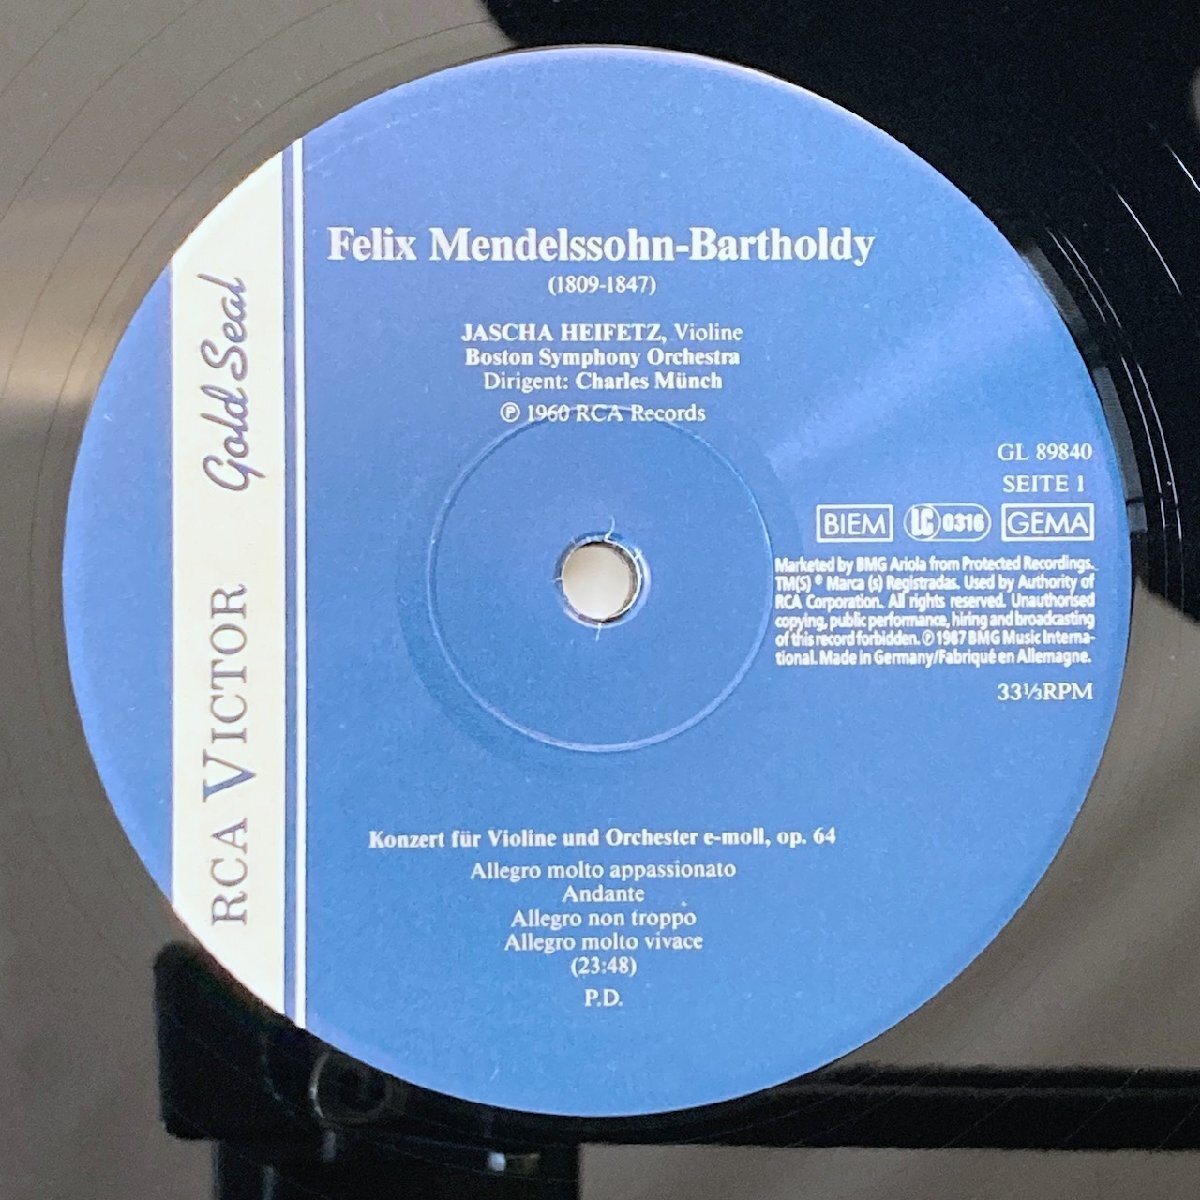 Felix Mendelssohn-Bartholdy
(1809-1847)
JASCHA HEIFETZ, Violine
Boston Symphony Orchestra
Dirigent: Charles Münch
℗ 1960 RCA Records
RCA VICTOR Gold Seal
GL 89840
SEITE 1
BIEM LC 0316 GEMA
Marketed by BMG Ariola from Protected Recordings.
TM(S) ® Marca (s) Registradas. Used by Authority of
RCA Corporation. All rights reserved. Unauthorised
copying, public performance, hiring and broadcasting
of this record forbidden. ℗ 1987 BMG Music Interna-
tional. Made in Germany/Fabriqué en Allemagne.
33⅓RPM
Konzert für Violine und Orchester e-moll, op. 64
Allegro molto appassionato
Andante
Allegro non troppo
Allegro molto vivace
(23:48)
P.D.